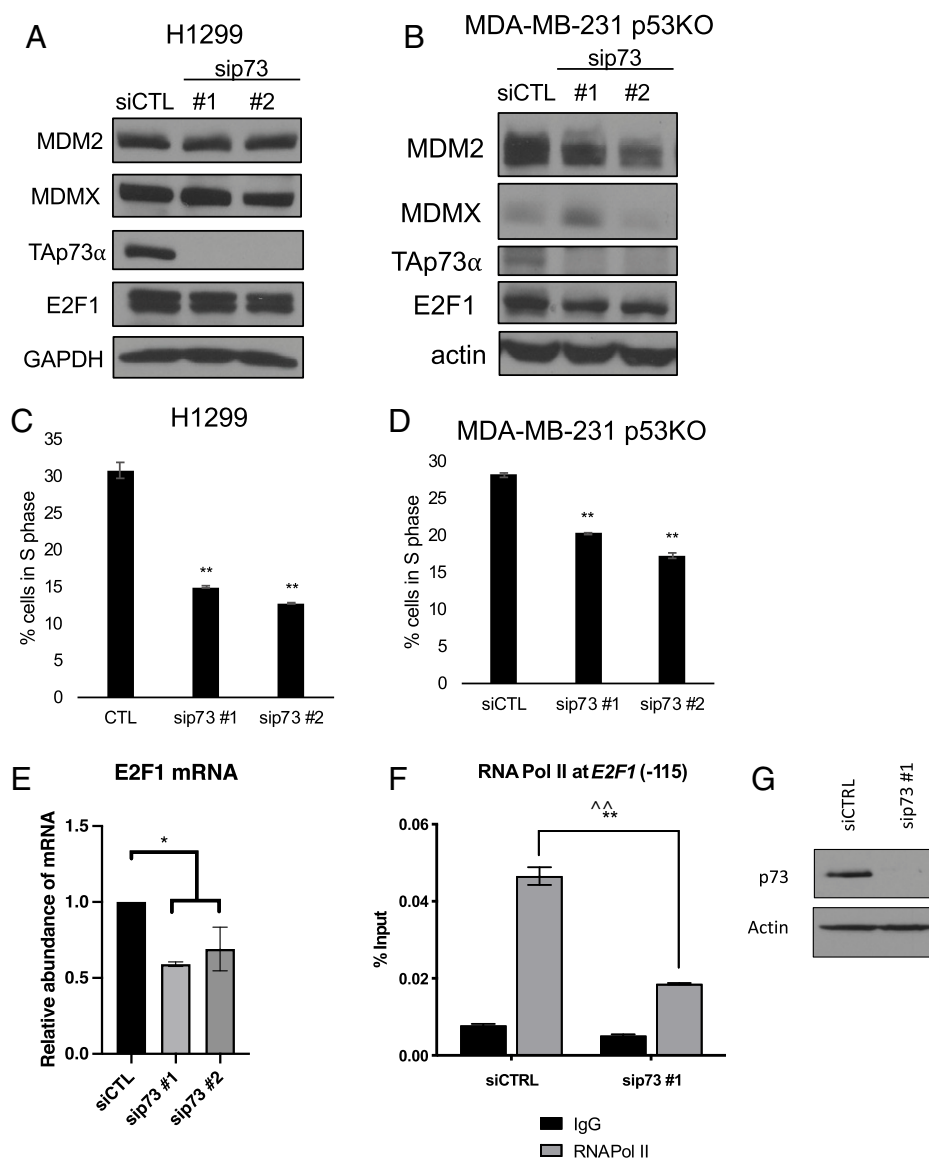 A
H1299
sip73
siCTL #1 #2
MDM2
MDMX
TAp73α
E2F1
GAPDH
B
MDA-MB-231 p53KO
sip73
siCTL #1 #2
MDM2
MDMX
TAp73α
E2F1
actin
C
H1299
% cells in S phase
35
30
25
20
15
10
5
0
**
**
CTL sip73 #1 sip73 #2
D
MDA-MB-231 p53KO
% cells in S phase
30
25
20
15
10
5
0
**
**
siCTL sip73 #1 sip73 #2
E
E2F1 mRNA
Relative abundance of mRNA
1.5
1.0
0.5
0.0
*
siCTL
sip73 #1
sip73 #2
F
RNA Pol II at E2F1 (-115)
% Input
0.06
0.04
0.02
0.00
^^
**
siCTRL sip73 #1
IgG
RNAPol II
G
siCTRL
sip73 #1
p73
Actin